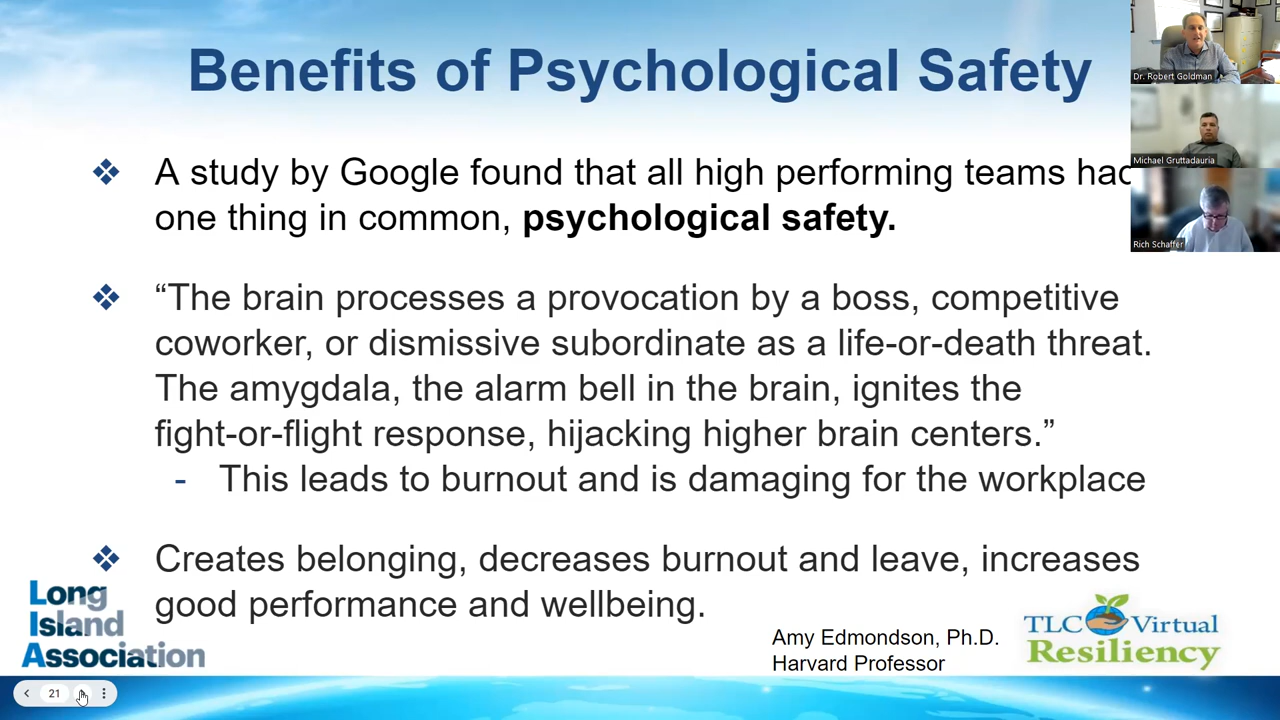 Benefits of Psychological Safety
Dr. Robert Goldman
Michael Gruttadauria
Rich Schaffer
A study by Google found that all high performing teams had
one thing in common, psychological safety.
“The brain processes a provocation by a boss, competitive
coworker, or dismissive subordinate as a life-or-death threat.
The amygdala, the alarm bell in the brain, ignites the
fight-or-flight response, hijacking higher brain centers.”
- This leads to burnout and is damaging for the workplace
Creates belonging, decreases burnout and leave, increases
good performance and wellbeing.
Long
Island
Association
Amy Edmondson, Ph.D.
Harvard Professor
TLC Virtual
Resiliency
21